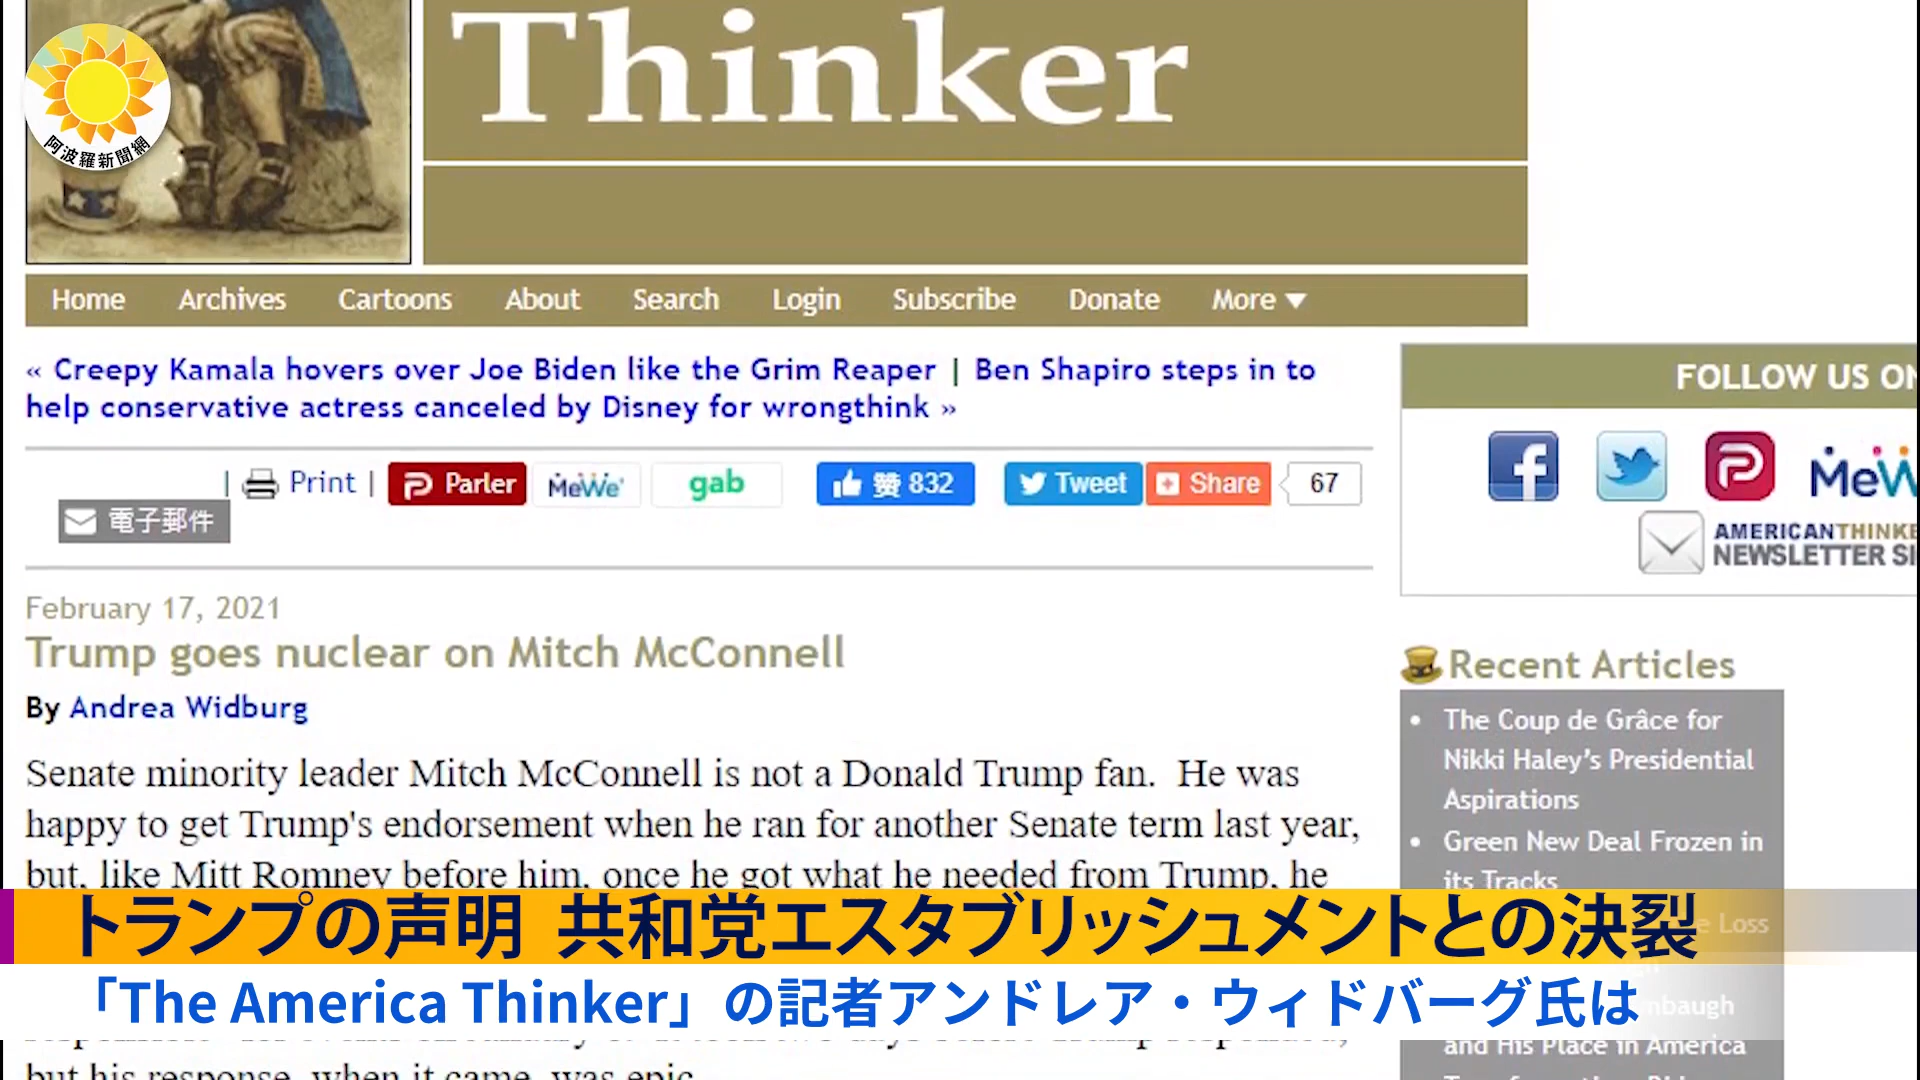 Thinker
阿波羅新聞網
Home Archives Cartoons About Search Login Subscribe Donate More ▼
« Creepy Kamala hovers over Joe Biden like the Grim Reaper | Ben Shapiro steps in to
help conservative actress canceled by Disney for wrongthink »
FOLLOW US ON
| Print | Parler MeWe gab 赞 832 Tweet Share 67
電子郵件
MeW
AMERICANTHINKE
NEWSLETTER SI
February 17, 2021
Trump goes nuclear on Mitch McConnell
By Andrea Widburg
Senate minority leader Mitch McConnell is not a Donald Trump fan. He was
happy to get Trump's endorsement when he ran for another Senate term last year,
but, like Mitt Romney before him, once he got what he needed from Trump, he
Recent Articles
• The Coup de Grâce for
Nikki Haley's Presidential
Aspirations
• Green New Deal Frozen in
its Tracks
Loss
トランプの声明 共和党エスタブリッシュメントとの決裂
「The America Thinker」の記者アンドレア・ウィドバーグ氏は
mbaugh
and His Place in America
but his response, when it came, was epic.